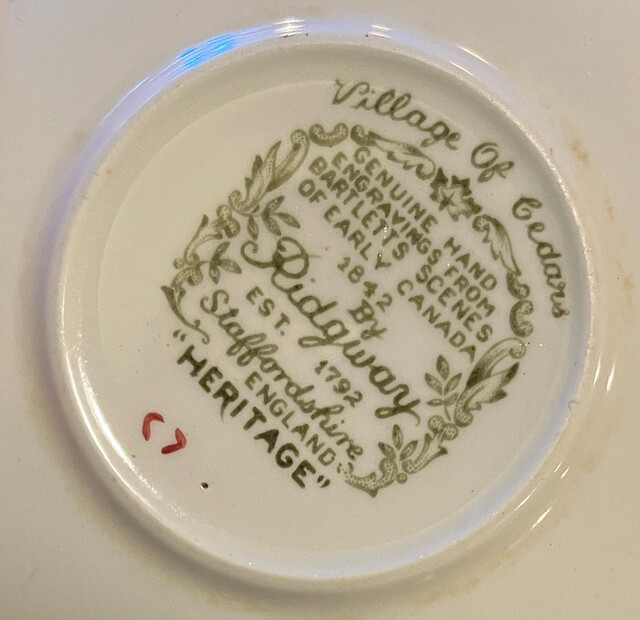 Village Of Cedars
GENUINE HAND
ENGRAVINGS FROM
BARTLETT'S SCENES
OF EARLY CANADA
1842
By
Ridgway
EST. 1792
Staffordshire
ENGLAND
"HERITAGE"